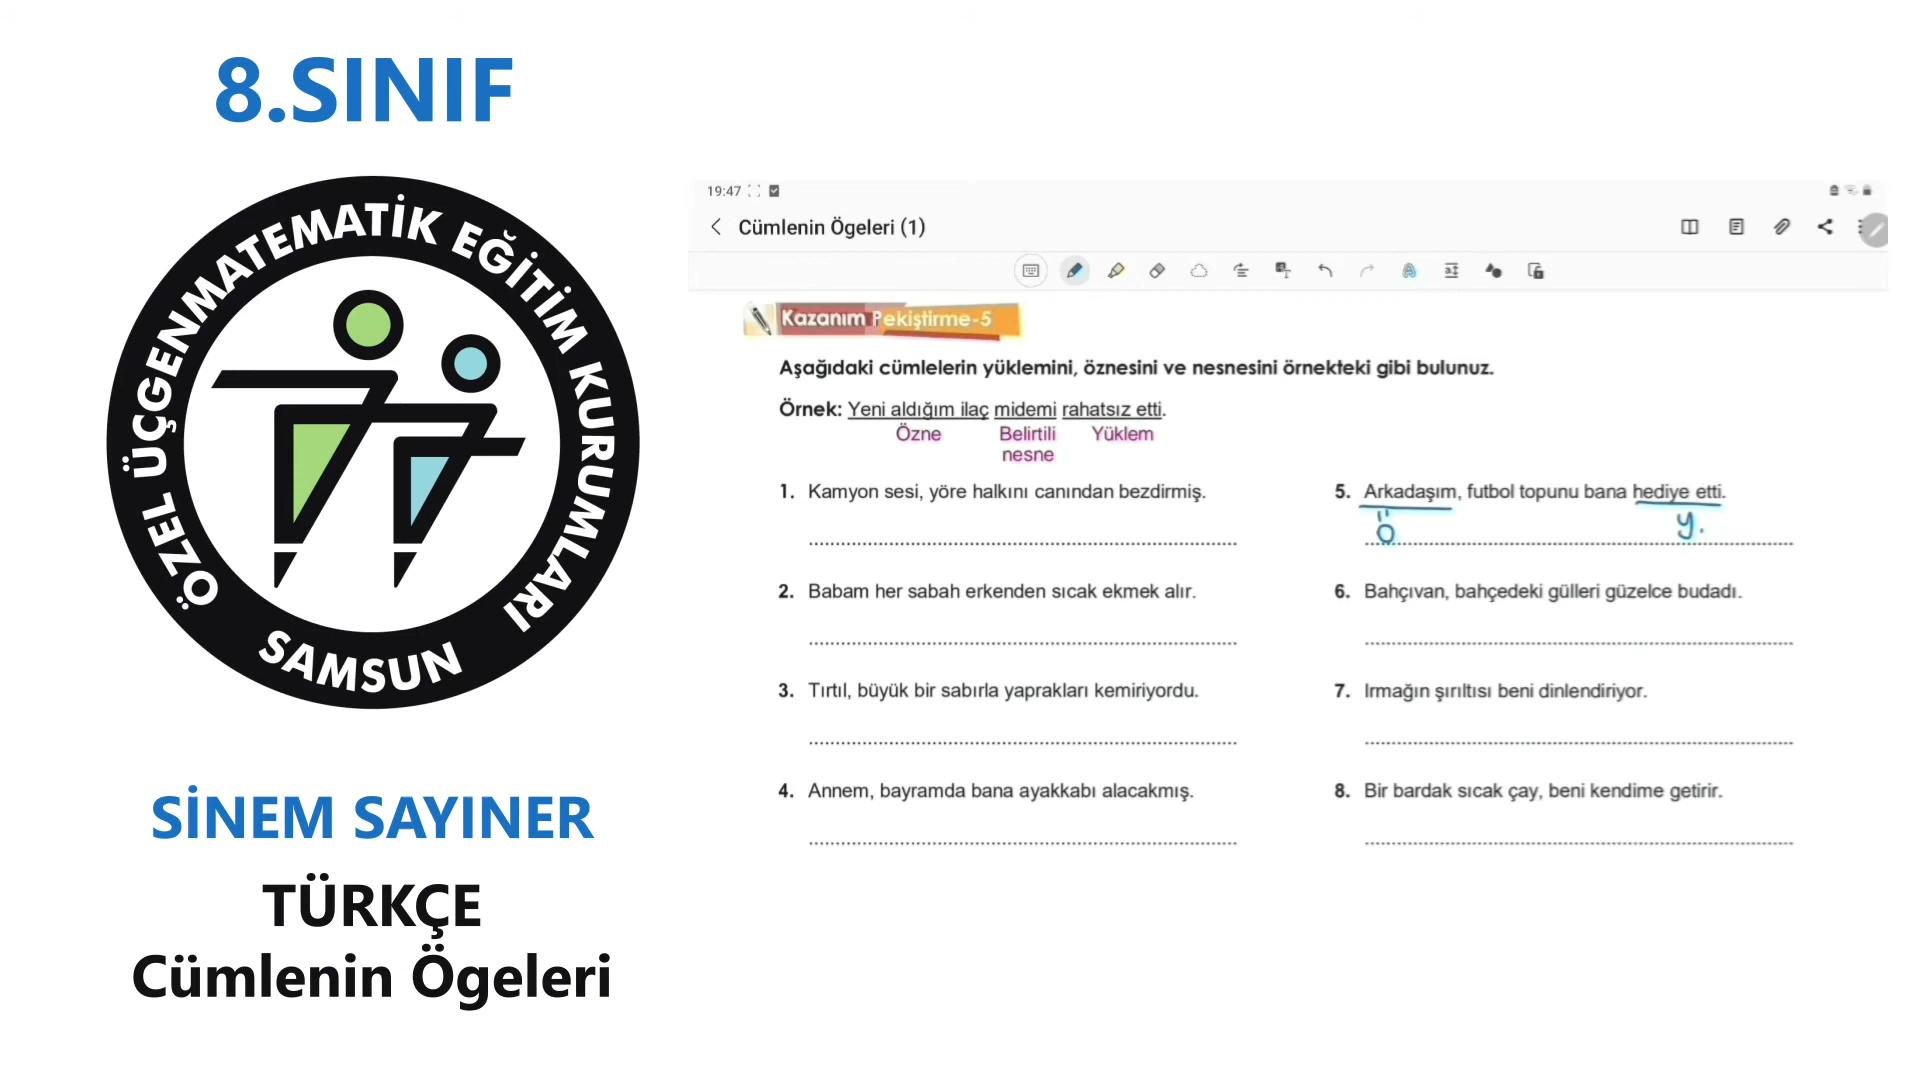 8.SINIF
ÖZEL ÜÇGENMATEMATİK EĞİTİM KURUMLARI
SAMSUN
SİNEM SAYINER
TÜRKÇE
Cümlenin Ögeleri
19:47
Cümlenin Ögeleri (1)
Kazanım Pekiştirme-5
Aşağıdaki cümlelerin yüklemini, öznesini ve nesnesini örnekteki gibi bulunuz.
Örnek: Yeni aldığım ilaç midemi rahatsız etti.
Özne Belirtili Yüklem
nesne
1. Kamyon sesi, yöre halkını canından bezdirmiş.
2. Babam her sabah erkenden sıcak ekmek alır.
3. Tırtıl, büyük bir sabırla yaprakları kemiriyordu.
4. Annem, bayramda bana ayakkabı alacakmış.
5. Arkadaşım, futbol topunu bana hediye etti.
ö y.
6. Bahçıvan, bahçedeki gülleri güzelce budadı.
7. Irmağın şırıltısı beni dinlendiriyor.
8. Bir bardak sıcak çay, beni kendime getirir.